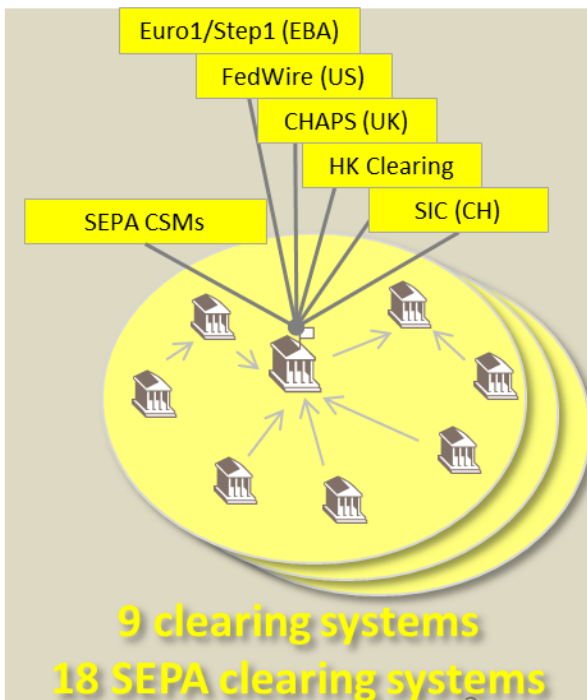 Euro1/Step1 (EBA)
FedWire (US)
CHAPS (UK)
HK Clearing
SIC (CH)
SEPA CSMs
9 clearing systems
18 SEPA clearing systems